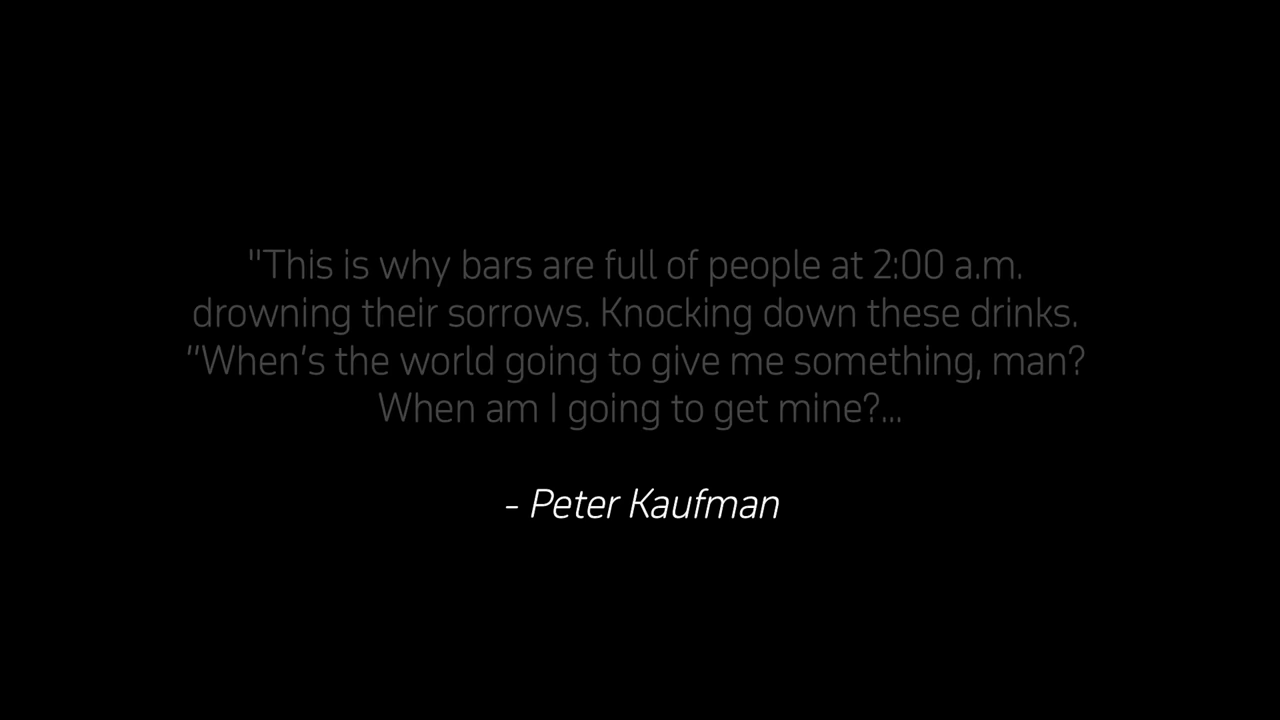 "This is why bars are full of people at 2:00 a.m.
drowning their sorrows. Knocking down these drinks.
”When’s the world going to give me something, man?
When am I going to get mine?...
- Peter Kaufman